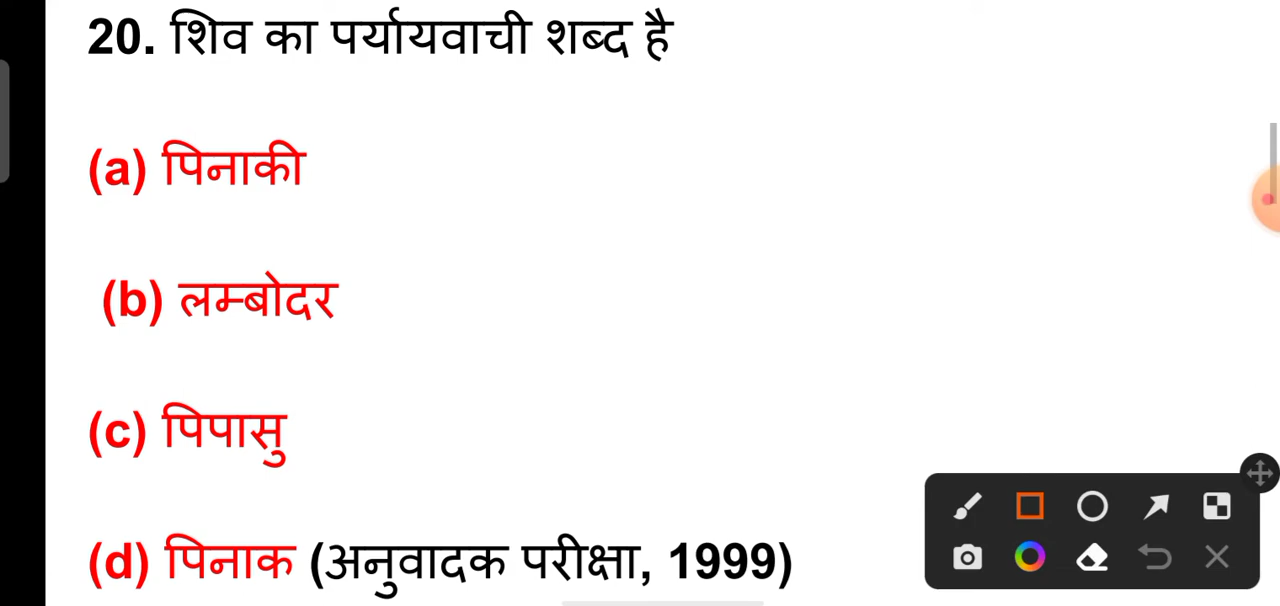 20. शिव का पर्यायवाची शब्द है
(a) पिनाकी
(b) लम्बोदर
(c) पिपासु
(d) पिनाक (अनुवादक परीक्षा, 1999)